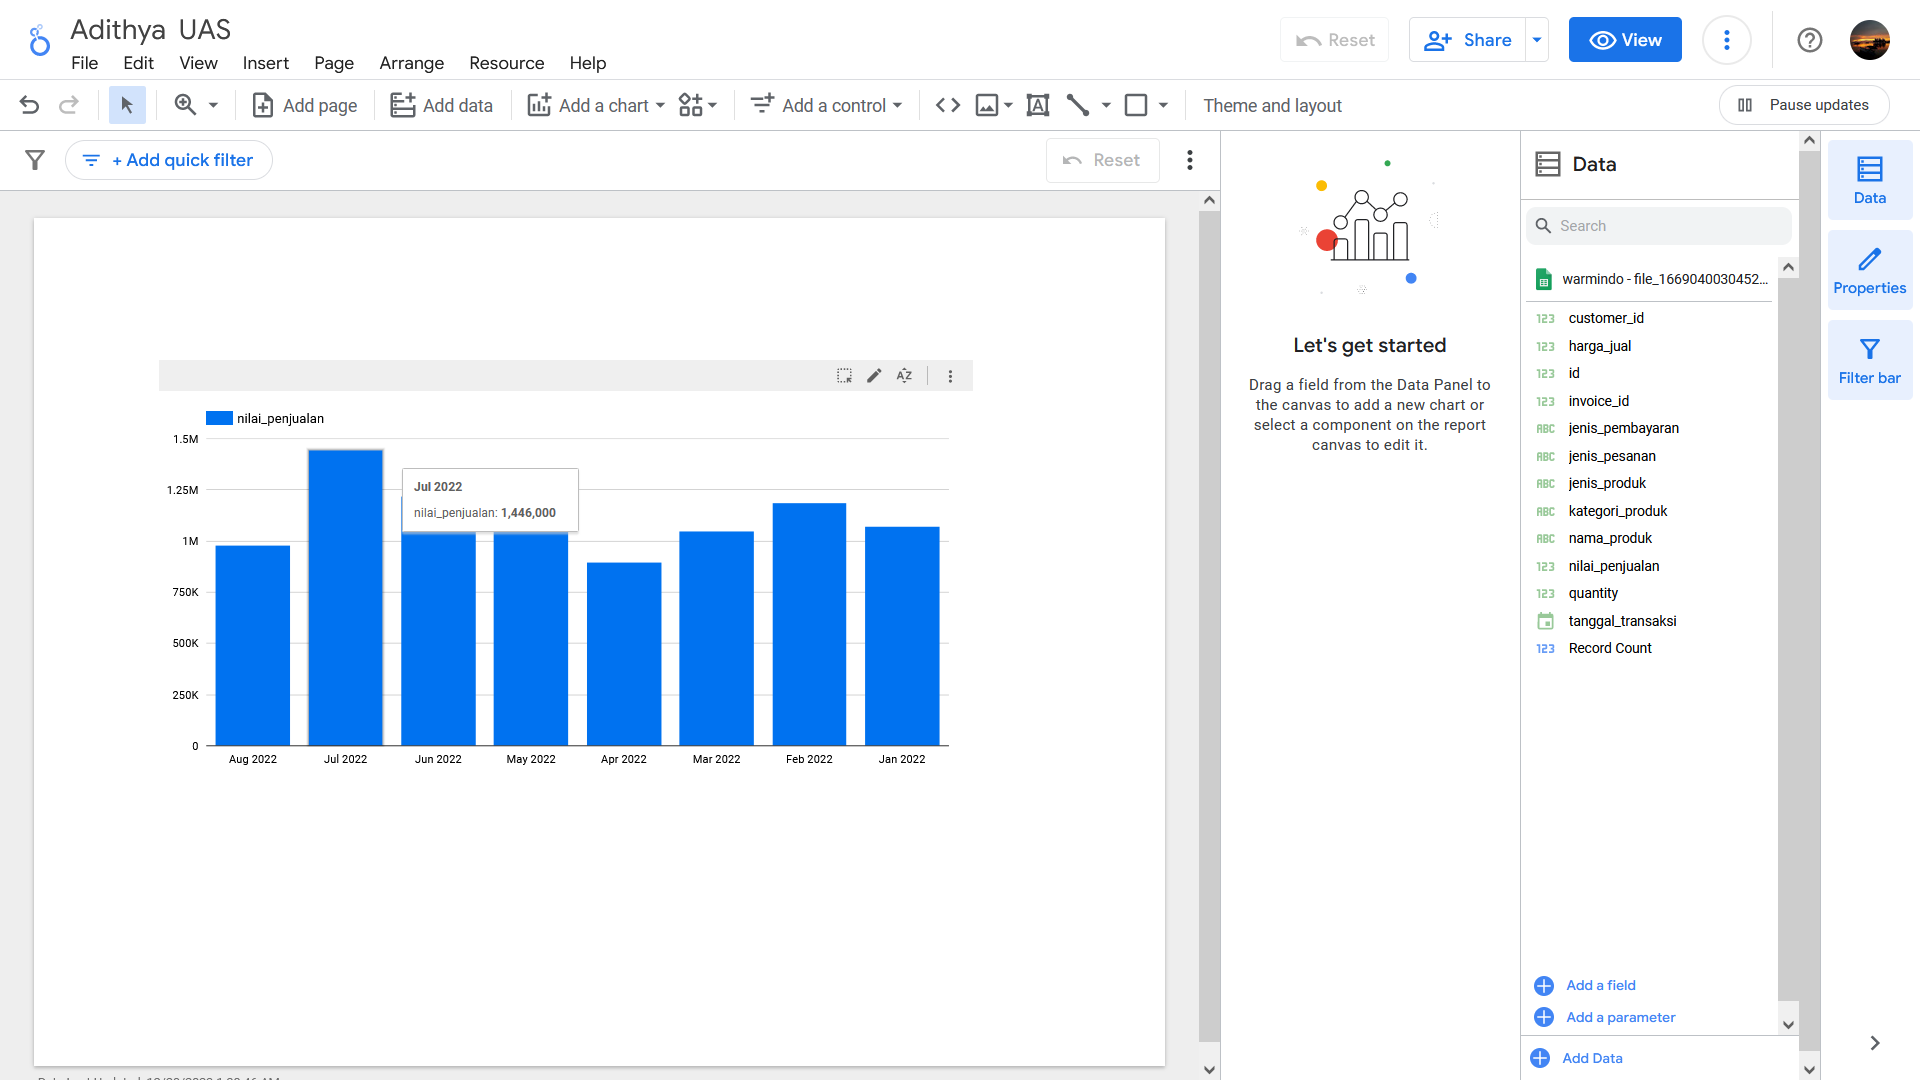 Adithya UAS
File Edit View Insert Page Arrange Resource Help
Reset
Share
View
Add page
Add data
Add a chart
Add a control
Theme and layout
Pause updates
+ Add quick filter
Reset
nilai_penjualan
1.5M
1.25M
1M
750K
500K
250K
0
Jul 2022
nilai_penjualan: 1,446,000
Aug 2022 Jul 2022 Jun 2022 May 2022 Apr 2022 Mar 2022 Feb 2022 Jan 2022
Let's get started
Drag a field from the Data Panel to
the canvas to add a new chart or
select a component on the report
canvas to edit it.
Data
Search
warmindo - file_1669040030452...
123 customer_id
123 harga_jual
123 id
123 invoice_id
ABC jenis_pembayaran
ABC jenis_pesanan
ABC jenis_produk
ABC kategori_produk
ABC nama_produk
123 nilai_penjualan
123 quantity
tanggal_transaksi
123 Record Count
Add a field
Add a parameter
Add Data
Data
Properties
Filter bar